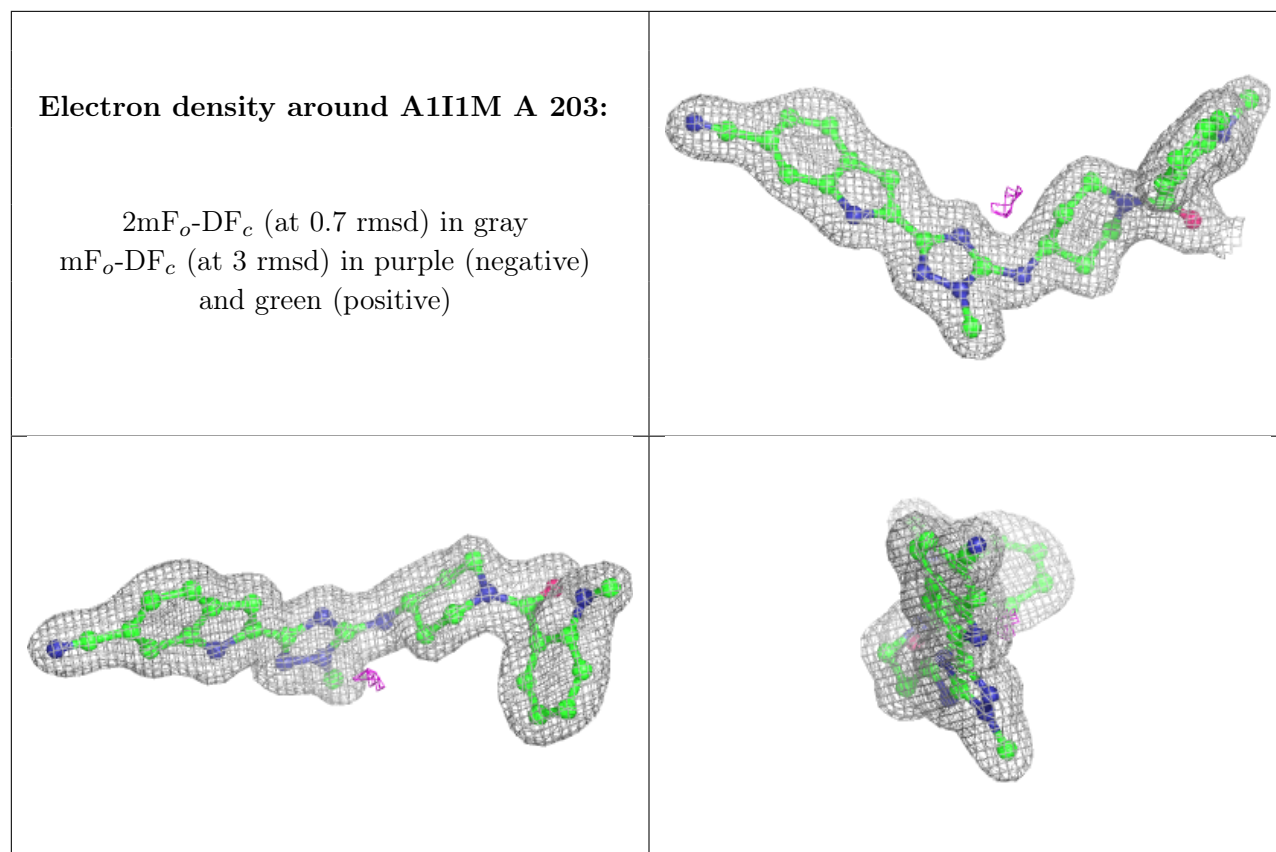 Electron density around A1I1M A 203:
2mFo-DFc (at 0.7 rmsd) in gray
mFo-DFc (at 3 rmsd) in purple (negative)
and green (positive)